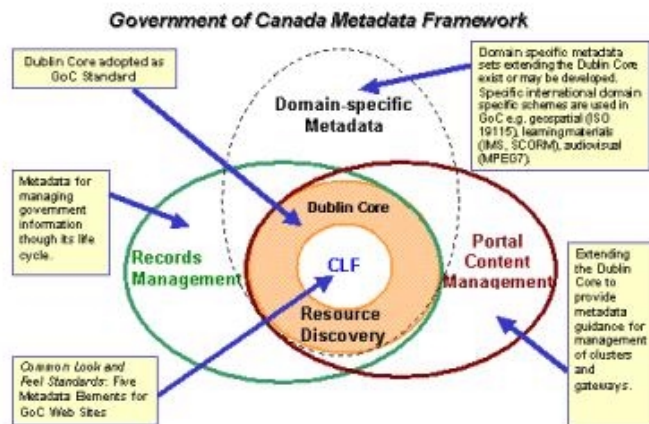 Government of Canada Metadata Framework
Dublin Core adopted as
GoC Standard
Domain specific metadata
sets extending the Dublin Core
exist or may be developed.
Specific international domain
specific schemes are used in
GoC e.g. geospatial (ISO
19115), learning materials
(IMS, SCORM), audiovisual
(MPEG7).
Domain-specific
Metadata
Metadata for
managing
government
information though its life
cycle.
Dublin Core
Records
Management
CLF
Portal
Content
Management
Resource
Discovery
Extending
the Dublin
Core to
provide
metadata
guidance for
management
of clusters
and
gateways.
Common Look and
Feel Standards: Five
Metadata Elements for
GoC Web Sites